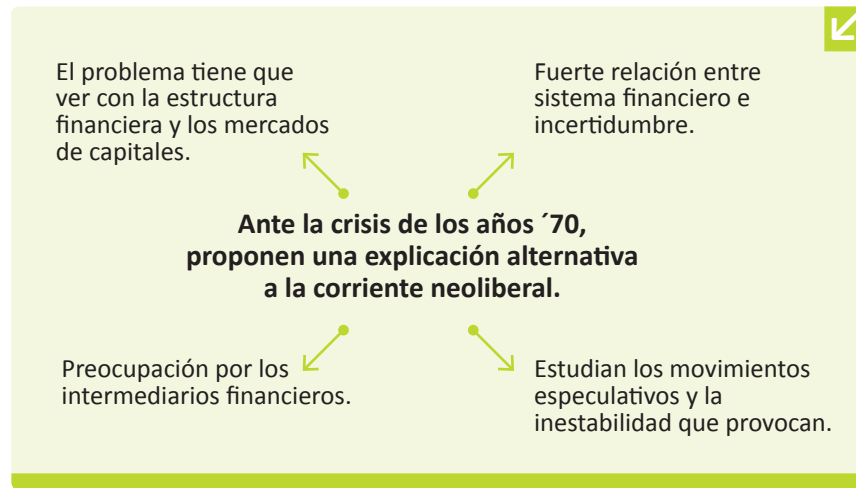 El problema tiene que
ver con la estructura
financiera y los mercados
de capitales.
Fuerte relación entre
sistema financiero e
incertidumbre.
Ante la crisis de los años ´70,
proponen una explicación alternativa
a la corriente neoliberal.
Preocupación por los
intermediarios financieros.
Estudian los movimientos
especulativos y la
inestabilidad que provocan.